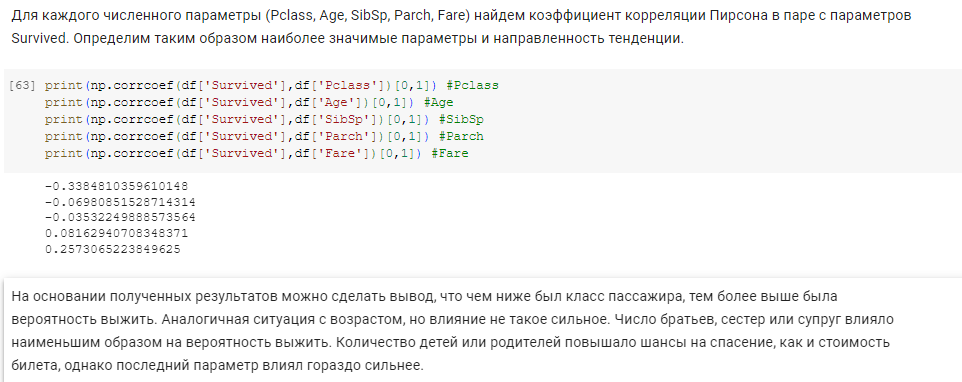 Для каждого численного параметры (Pclass, Age, SibSp, Parch, Fare) найдем коэффициент корреляции Пирсона в паре с параметров
Survived. Определим таким образом наиболее значимые параметры и направленность тенденции.
[63] print(np.corrcoef(df['Survived'],df['Pclass'])[0,1]) #Pclass
print(np.corrcoef(df['Survived'],df['Age'])[0,1]) #Age
print(np.corrcoef(df['Survived'],df['SibSp'])[0,1]) #SibSp
print(np.corrcoef(df['Survived'],df['Parch'])[0,1]) #Parch
print(np.corrcoef(df['Survived'],df['Fare'])[0,1]) #Fare
-0.3384810359610148
-0.06980851528714314
-0.03532249888573564
0.08162940708348371
0.2573065223849625
На основании полученных результатов можно сделать вывод, что чем ниже был класс пассажира, тем более выше была
вероятность выжить. Аналогичная ситуация с возрастом, но влияние не такое сильное. Число братьев, сестер или супруг влияло
наименьшим образом на вероятность выжить. Количество детей или родителей повышало шансы на спасение, как и стоимость
билета, однако последний параметр влиял гораздо сильнее.